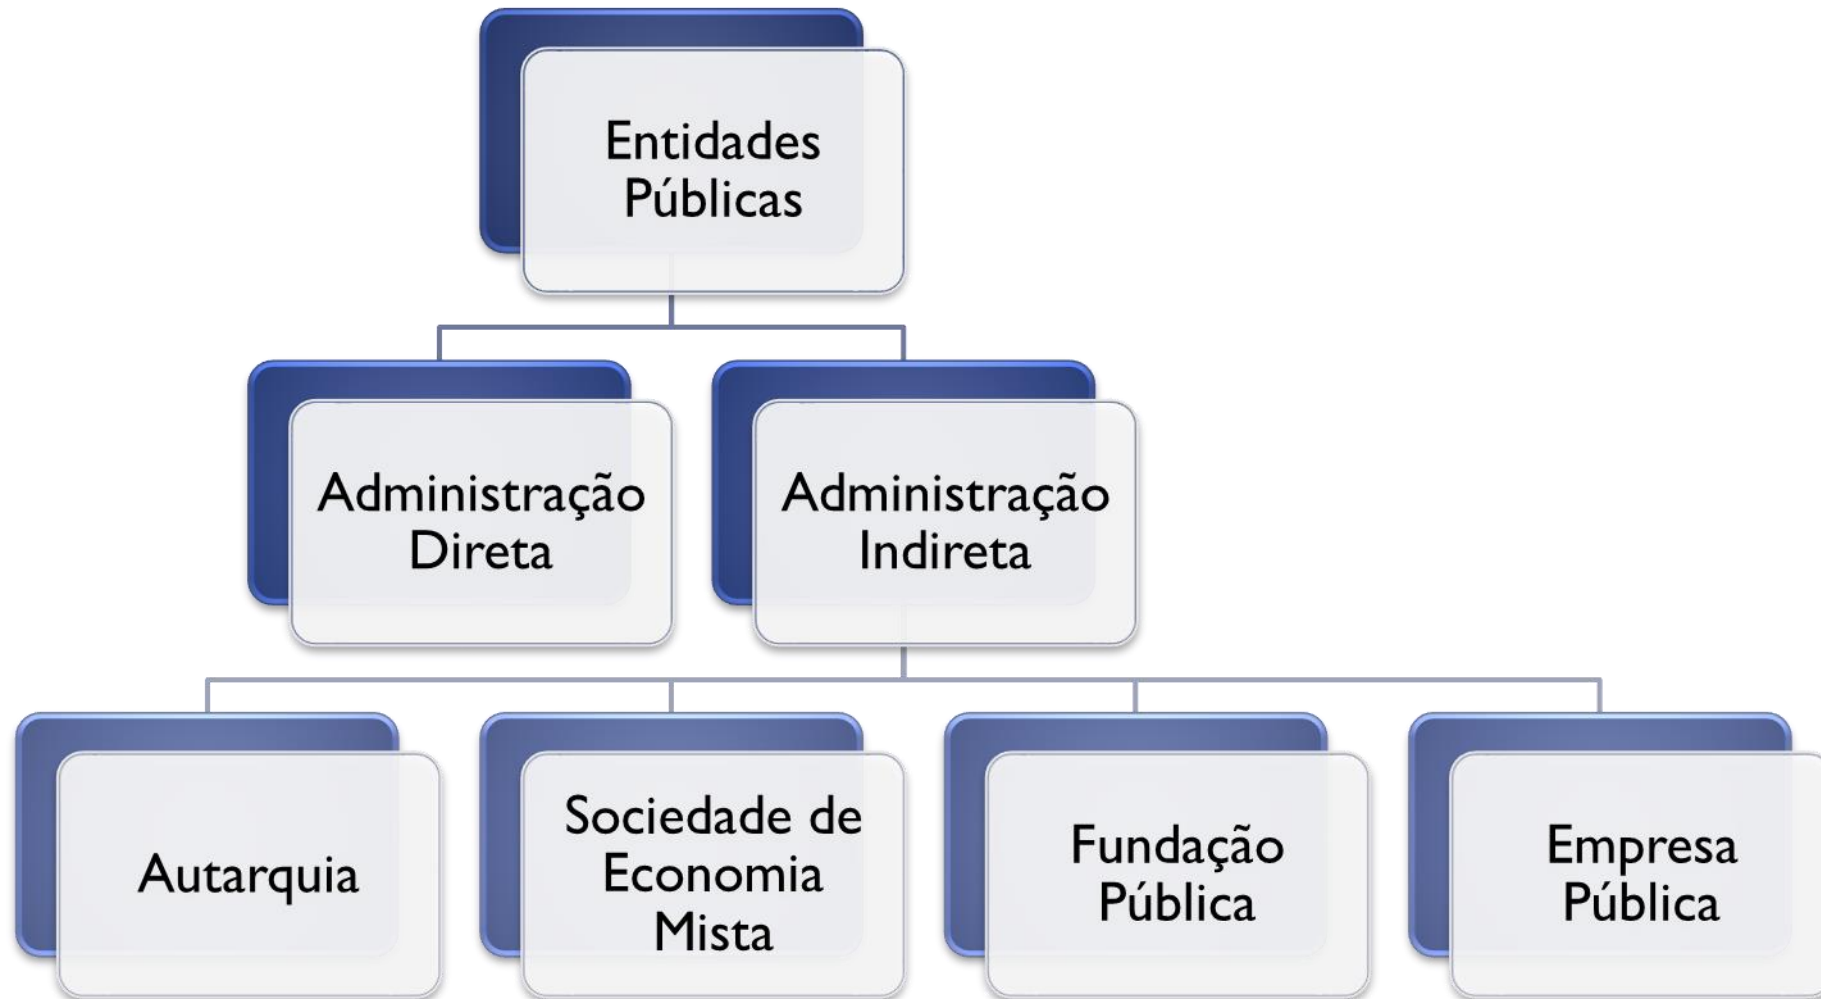 Entidades
Públicas
Administração
Direta
Administração
Indireta
Autarquia
Sociedade de
Economia
Mista
Fundação
Pública
Empresa
Pública